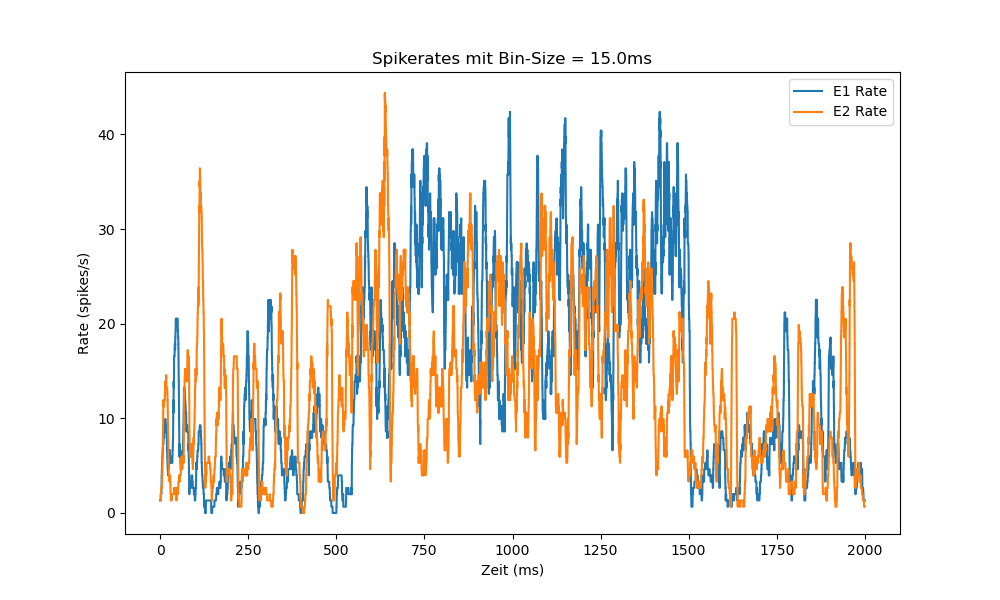 Spikerates mit Bin-Size = 15.0ms
E1 Rate
E2 Rate
Rate (spikes/s)
40
30
20
10
0
0 250 500 750 1000 1250 1500 1750 2000
Zeit (ms)